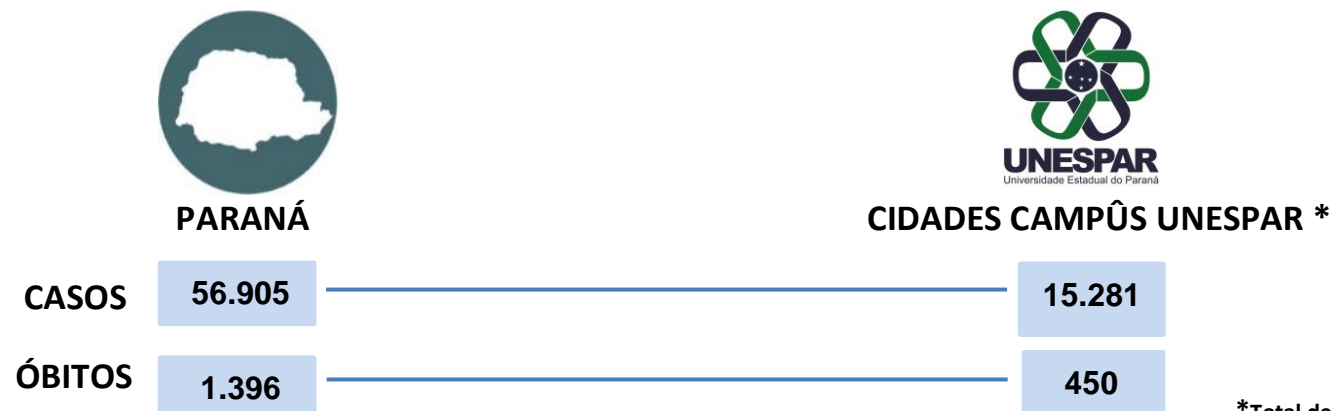 UNESPAR
Universidade Estadual do Paraná
PARANÁ
CIDADES CAMPÛS UNESPAR *
CASOS 56.905 15.281
ÓBITOS 1.396 450
*Total de